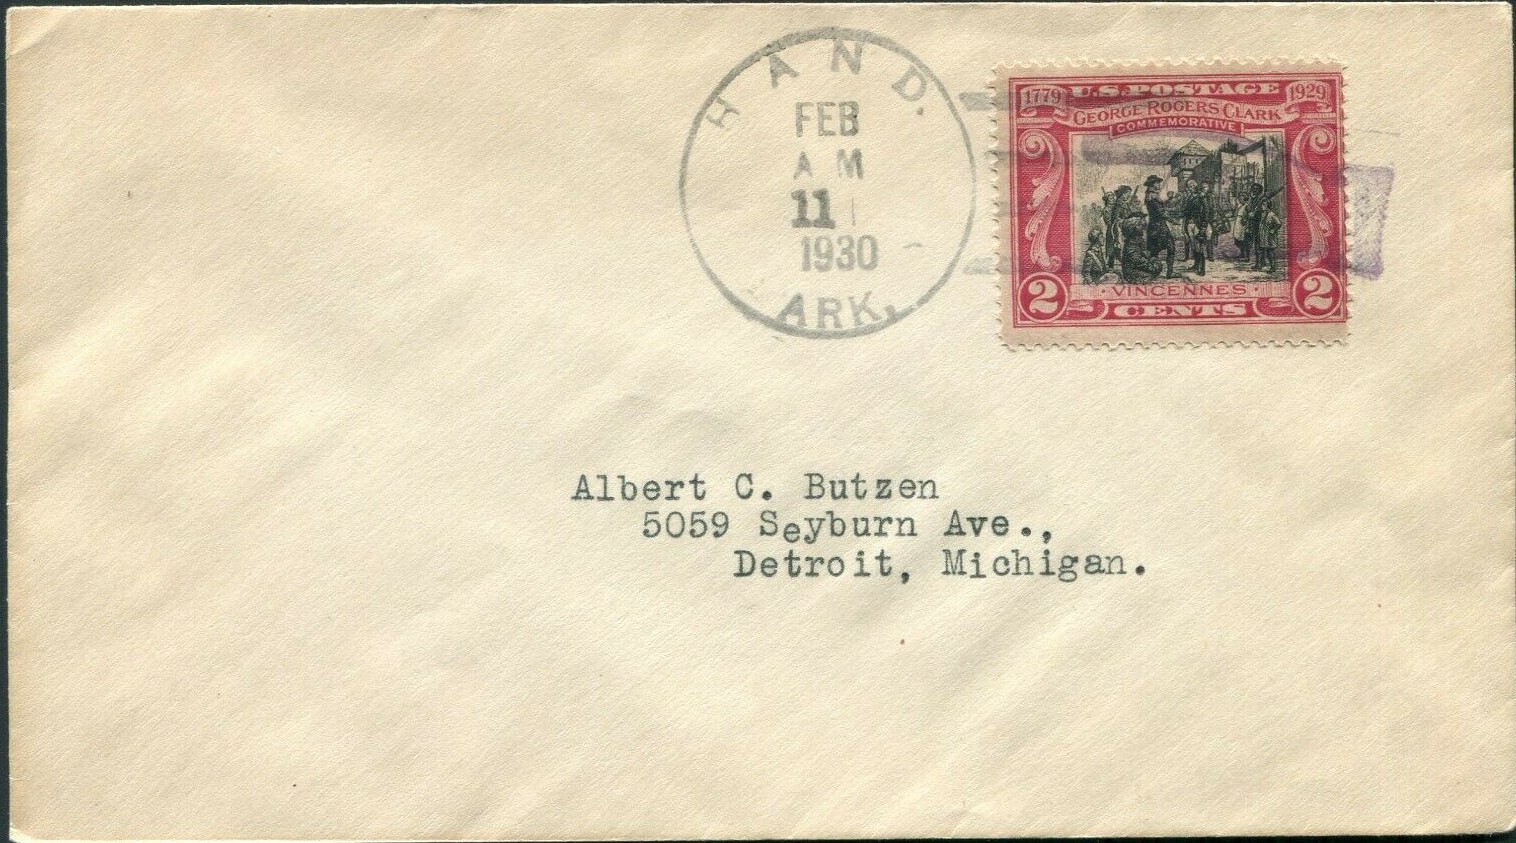 HAND.
FEB
AM
11
1930
ARK.
1779 U.S. POSTAGE 1929
GEORGE ROGERS CLARK
COMMEMORATIVE
· VINCENNES ·
2 CENTS 2
Albert C. Butzen
5059 Seyburn Ave.,
Detroit, Michigan.